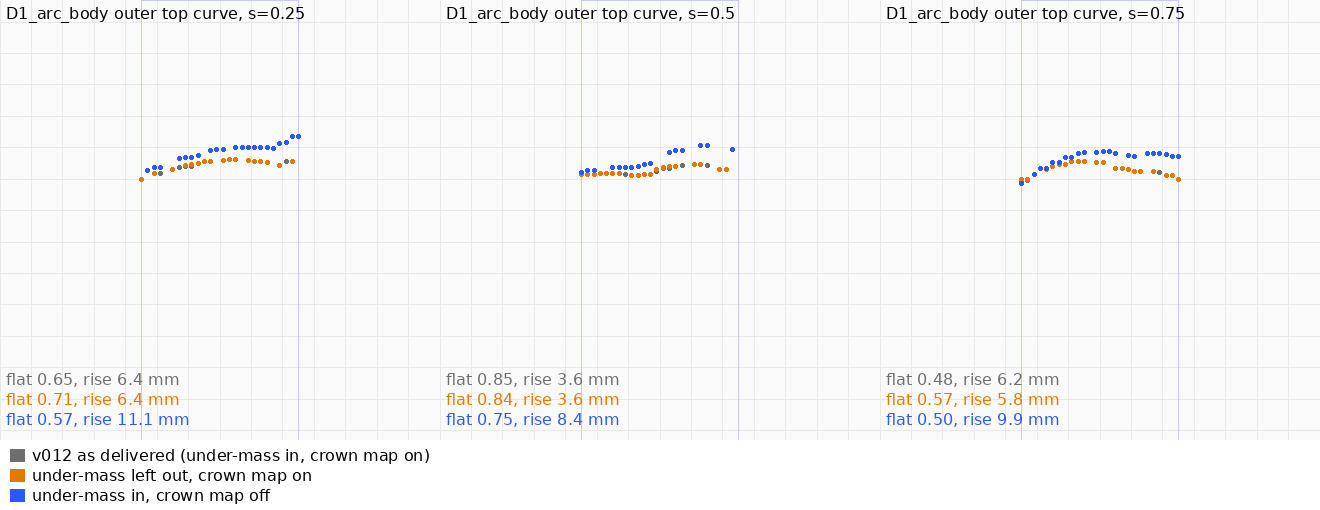 D1_arc_body outer top curve, s=0.25
flat 0.65, rise 6.4 mm
flat 0.71, rise 6.4 mm
flat 0.57, rise 11.1 mm
D1_arc_body outer top curve, s=0.5
flat 0.85, rise 3.6 mm
flat 0.84, rise 3.6 mm
flat 0.75, rise 8.4 mm
D1_arc_body outer top curve, s=0.75
flat 0.48, rise 6.2 mm
flat 0.57, rise 5.8 mm
flat 0.50, rise 9.9 mm
v012 as delivered (under-mass in, crown map on)
under-mass left out, crown map on
under-mass in, crown map off